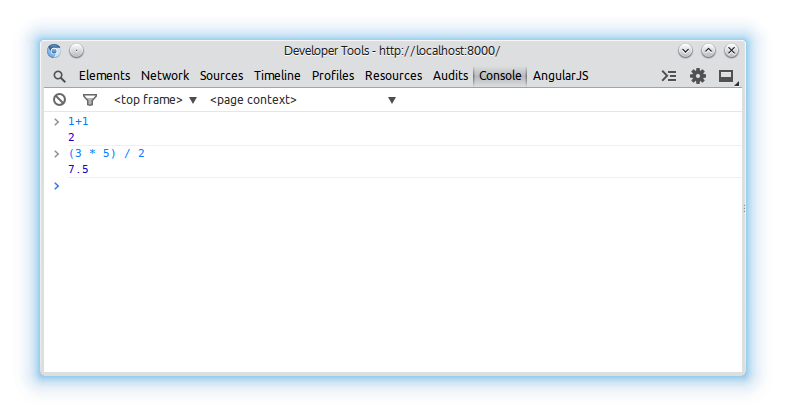 Developer Tools - http://localhost:8000/
Elements Network Sources Timeline Profiles Resources Audits Console AngularJS
<top frame> <page context>
> 1+1
2
> (3 * 5) / 2
7.5
>